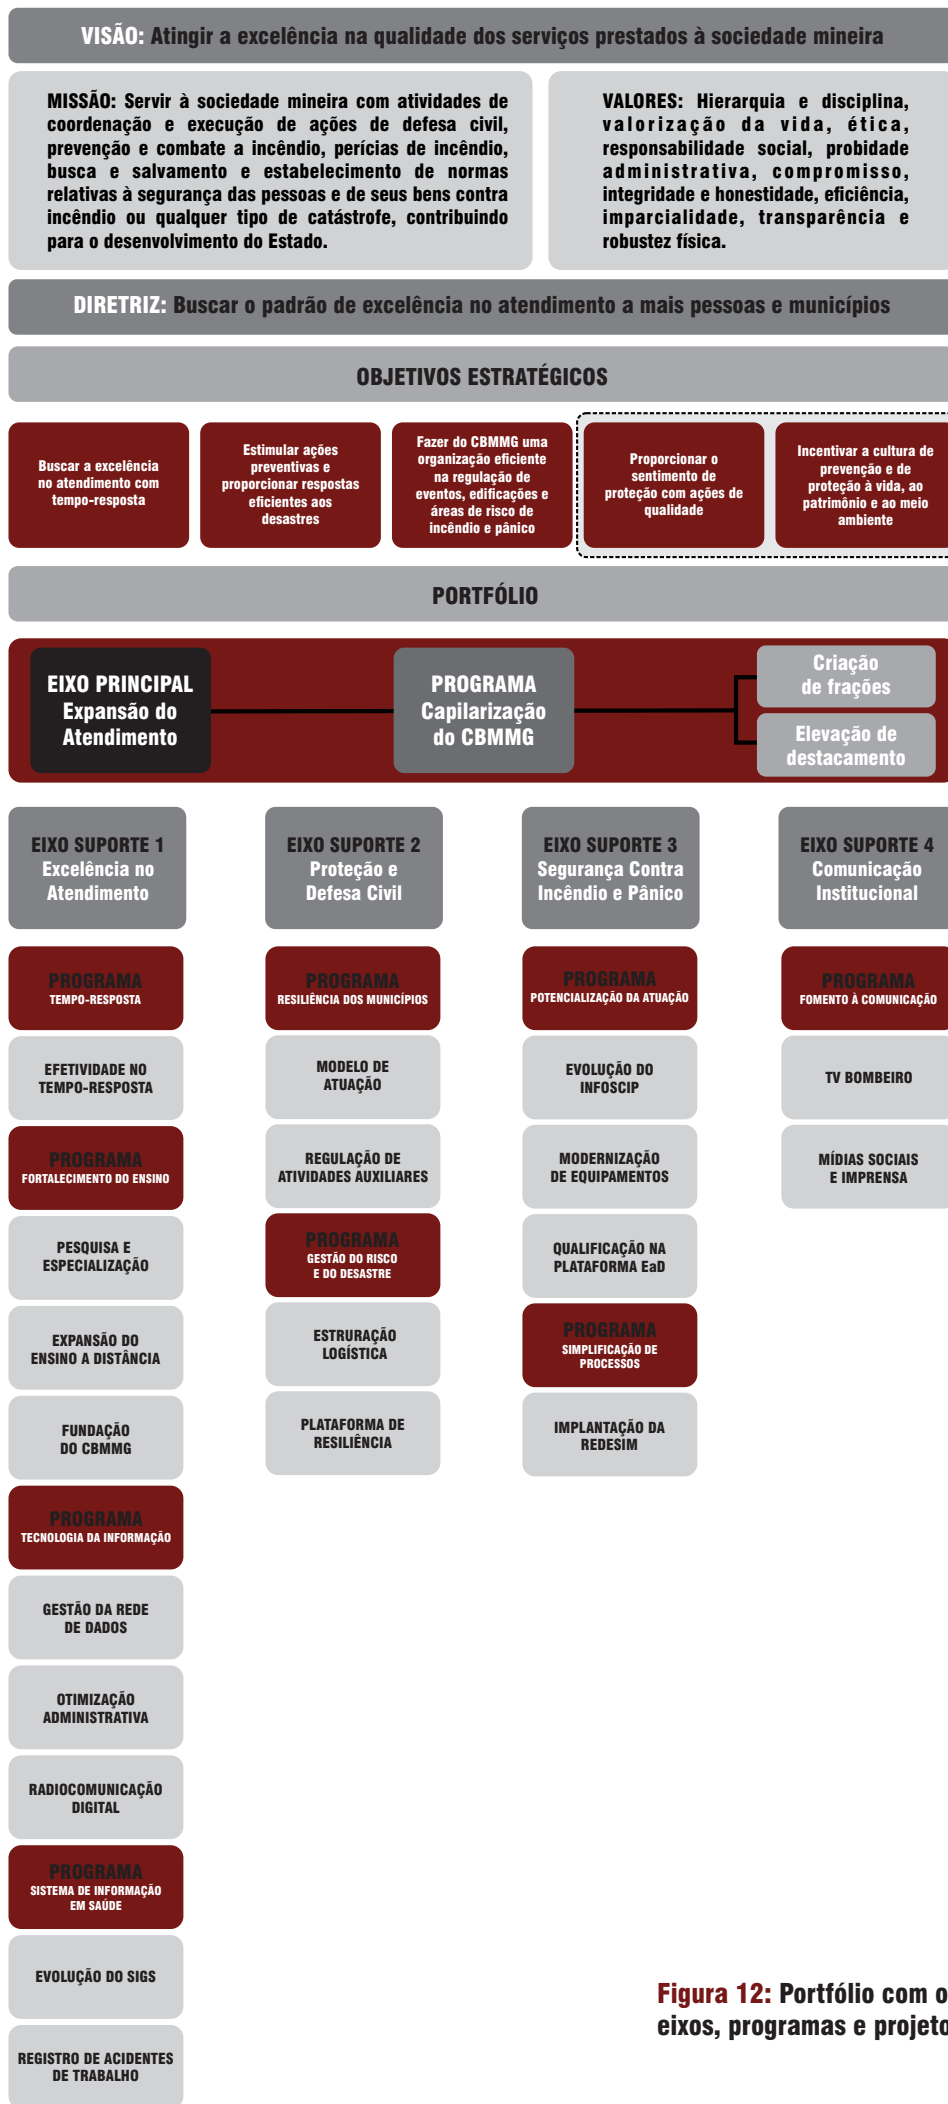 VISÃO: Atingir a excelência na qualidade dos serviços prestados à sociedade mineira
MISSÃO: Servir à sociedade mineira com atividades de
coordenação e execução de ações de defesa civil,
prevenção e combate a incêndio, perícias de incêndio,
busca e salvamento e estabelecimento de normas
relativas à segurança das pessoas e de seus bens contra
incêndio ou qualquer tipo de catástrofe, contribuindo
para o desenvolvimento do Estado.
VALORES: Hierarquia e disciplina,
valorização da vida, ética,
responsabilidade social, probidade
administrativa, compromisso,
integridade e honestidade, eficiência,
imparcialidade, transparência e
robustez física.
DIRETRIZ: Buscar o padrão de excelência no atendimento a mais pessoas e municípios
OBJETIVOS ESTRATÉGICOS
Buscar a excelência
no atendimento com
tempo-resposta
Estimular ações
preventivas e
proporcionar respostas
eficientes aos
desastres
Fazer do CBMMG uma
organização eficiente
na regulação de
eventos, edificações e
áreas de risco de
incêndio e pânico
Proporcionar o
sentimento de
proteção com ações de
qualidade
Incentivar a cultura de
prevenção e de
proteção à vida, ao
patrimônio e ao meio
ambiente
PORTFÓLIO
EIXO PRINCIPAL
Expansão do
Atendimento
PROGRAMA
Capilarização
do CBMMG
Criação
de frações
Elevação de
destacamento
EIXO SUPORTE 1
Excelência no
Atendimento
PROGRAMA
TEMPO-RESPOSTA
EFETIVIDADE NO
TEMPO-RESPOSTA
PROGRAMA
FORTALECIMENTO DO ENSINO
PESQUISA E
ESPECIALIZAÇÃO
EXPANSÃO DO
ENSINO A DISTÂNCIA
FUNDAÇÃO
DO CBMMG
PROGRAMA
TECNOLOGIA DA INFORMAÇÃO
GESTÃO DA REDE
DE DADOS
OTIMIZAÇÃO
ADMINISTRATIVA
RADIOCOMUNICAÇÃO
DIGITAL
PROGRAMA
SISTEMA DE INFORMAÇÃO
EM SAÚDE
EVOLUÇÃO DO SIGS
REGISTRO DE ACIDENTES
DE TRABALHO
EIXO SUPORTE 2
Proteção e
Defesa Civil
PROGRAMA
RESILIÊNCIA DOS MUNICÍPIOS
MODELO DE
ATUAÇÃO
REGULAÇÃO DE
ATIVIDADES AUXILIARES
PROGRAMA
GESTÃO DO RISCO
E DO DESASTRE
ESTRURAÇÃO
LOGÍSTICA
PLATAFORMA DE
RESILIÊNCIA
EIXO SUPORTE 3
Segurança Contra
Incêndio e Pânico
PROGRAMA
POTENCIALIZAÇÃO DA ATUAÇÃO
EVOLUÇÃO DO
INFOSCIP
MODERNIZAÇÃO
DE EQUIPAMENTOS
QUALIFICAÇÃO NA
PLATAFORMA EaD
PROGRAMA
SIMPLIFICAÇÃO DE
PROCESSOS
IMPLANTAÇÃO DA
REDESIM
EIXO SUPORTE 4
Comunicação
Institucional
PROGRAMA
FOMENTO À COMUNICAÇÃO
TV BOMBEIRO
MÍDIAS SOCIAIS
E IMPRENSA
Figura 12: Portfólio com o
eixos, programas e projeto